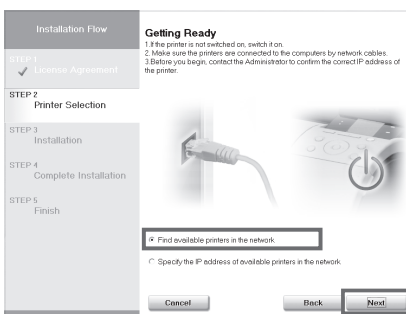 Installation Flow
STEP 1
License Agreement
STEP 2
Printer Selection
STEP 3
Installation
STEP 4
Complete Installation
STEP 5
Finish
Getting Ready
1.If the printer is not switched on, switch it on.
2. Make sure the printers are connected to the computers by network cables.
3.Before you begin, contact the Administrator to confirm the correct IP address of
the printer.
Find available printers in the network
Specify the IP address of available printers in the network
Cancel
Back
Next